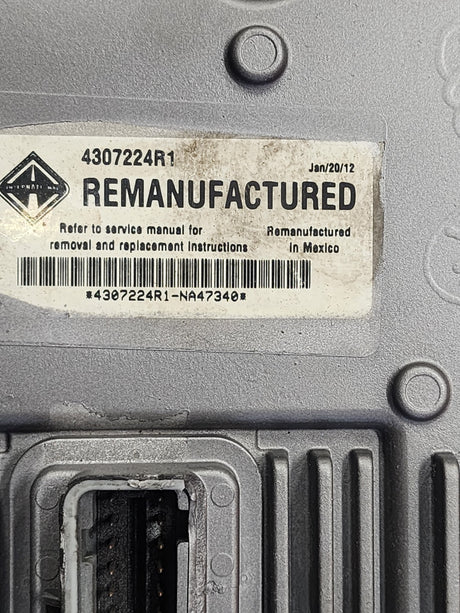 4307224R1
Jan/20/12
INTERNATIONAL
REMANUFACTURED
Refer to service manual for
removal and replacement instructions
Remanufactured
in Mexico
*4307224R1-NA47340*